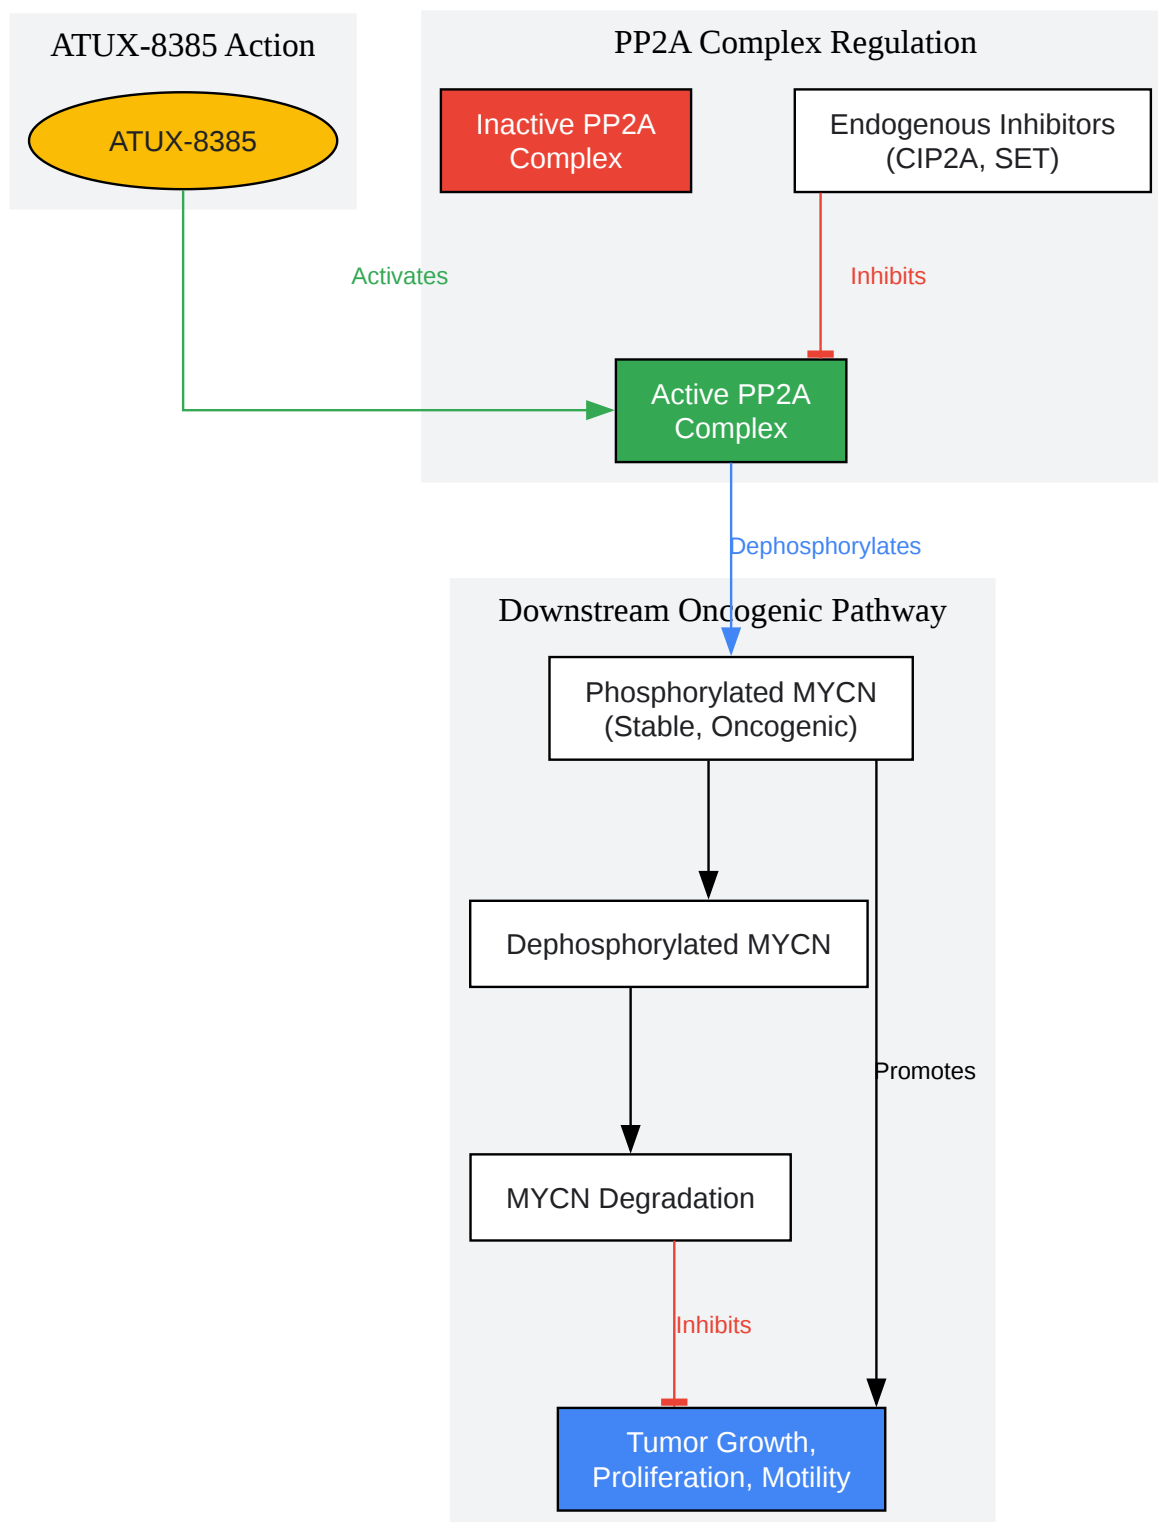 ATUX-8385 Action
ATUX-8385
PP2A Complex Regulation
Inactive PP2A
Complex
Endogenous Inhibitors
(CIP2A, SET)
Activates
Inhibits
Active PP2A
Complex
Dephosphorylates
Downstream Oncogenic Pathway
Phosphorylated MYCN
(Stable, Oncogenic)
Dephosphorylated MYCN
Promotes
MYCN Degradation
Inhibits
Tumor Growth,
Proliferation, Motility